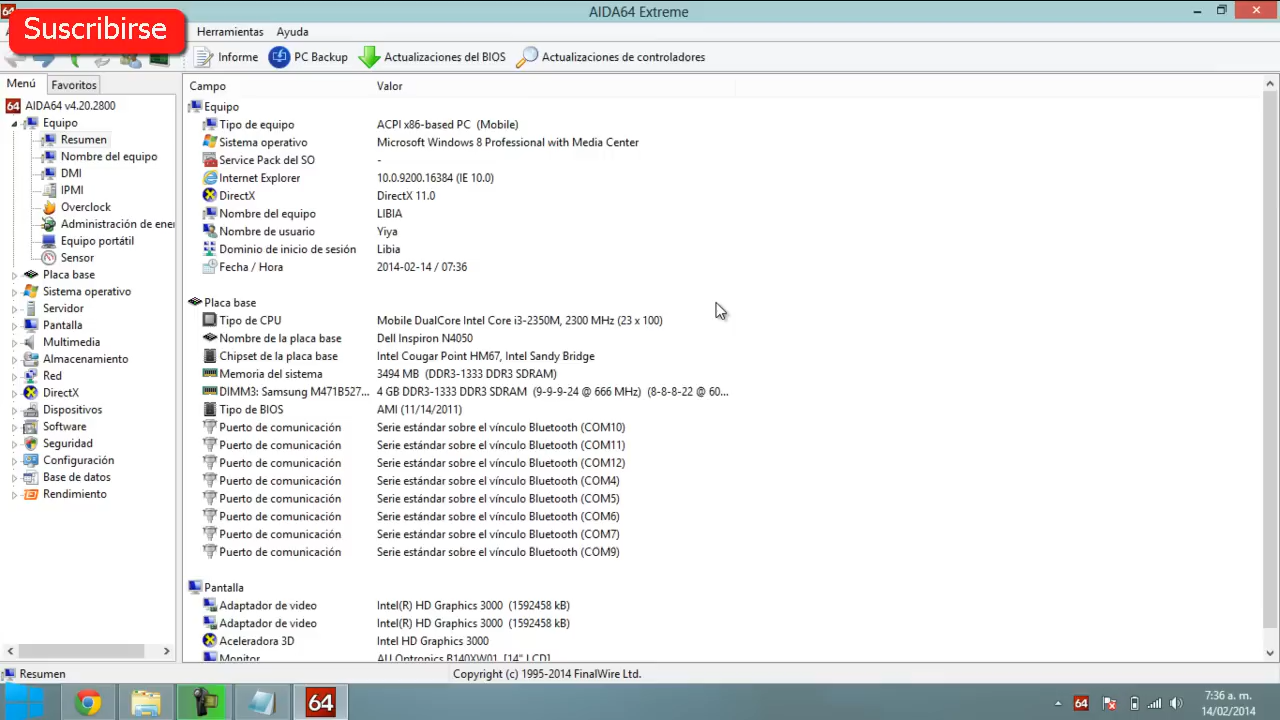 AIDA64 Extreme
Suscribirse
Herramientas Ayuda
Informe PC Backup Actualizaciones del BIOS Actualizaciones de controladores
Menú Favoritos
Campo Valor
AIDA64 v4.20.2800
Equipo
Resumen
Nombre del equipo
DMI
IPMI
Overclock
Administración de ener
Equipo portátil
Sensor
Placa base
Sistema operativo
Servidor
Pantalla
Multimedia
Almacenamiento
Red
DirectX
Dispositivos
Software
Seguridad
Configuración
Base de datos
Rendimiento
Equipo
Tipo de equipo ACPI x86-based PC (Mobile)
Sistema operativo Microsoft Windows 8 Professional with Media Center
Service Pack del SO -
Internet Explorer 10.0.9200.16384 (IE 10.0)
DirectX DirectX 11.0
Nombre del equipo LIBIA
Nombre de usuario Yiya
Dominio de inicio de sesión Libia
Fecha / Hora 2014-02-14 / 07:36
Placa base
Tipo de CPU Mobile DualCore Intel Core i3-2350M, 2300 MHz (23 x 100)
Nombre de la placa base Dell Inspiron N4050
Chipset de la placa base Intel Cougar Point HM67, Intel Sandy Bridge
Memoria del sistema 3494 MB (DDR3-1333 DDR3 SDRAM)
DIMM3: Samsung M471B527... 4 GB DDR3-1333 DDR3 SDRAM (9-9-9-24 @ 666 MHz) (8-8-8-22 @ 60...
Tipo de BIOS AMI (11/14/2011)
Puerto de comunicación Serie estándar sobre el vínculo Bluetooth (COM10)
Puerto de comunicación Serie estándar sobre el vínculo Bluetooth (COM11)
Puerto de comunicación Serie estándar sobre el vínculo Bluetooth (COM12)
Puerto de comunicación Serie estándar sobre el vínculo Bluetooth (COM4)
Puerto de comunicación Serie estándar sobre el vínculo Bluetooth (COM5)
Puerto de comunicación Serie estándar sobre el vínculo Bluetooth (COM6)
Puerto de comunicación Serie estándar sobre el vínculo Bluetooth (COM7)
Puerto de comunicación Serie estándar sobre el vínculo Bluetooth (COM9)
Pantalla
Adaptador de video Intel(R) HD Graphics 3000 (1592458 kB)
Adaptador de video Intel(R) HD Graphics 3000 (1592458 kB)
Aceleradora 3D Intel HD Graphics 3000
Monitor AU Optronics B140XW01 [14" LCD]
Resumen Copyright (c) 1995-2014 FinalWire Ltd.
64 64
7:36 a. m.
14/02/2014